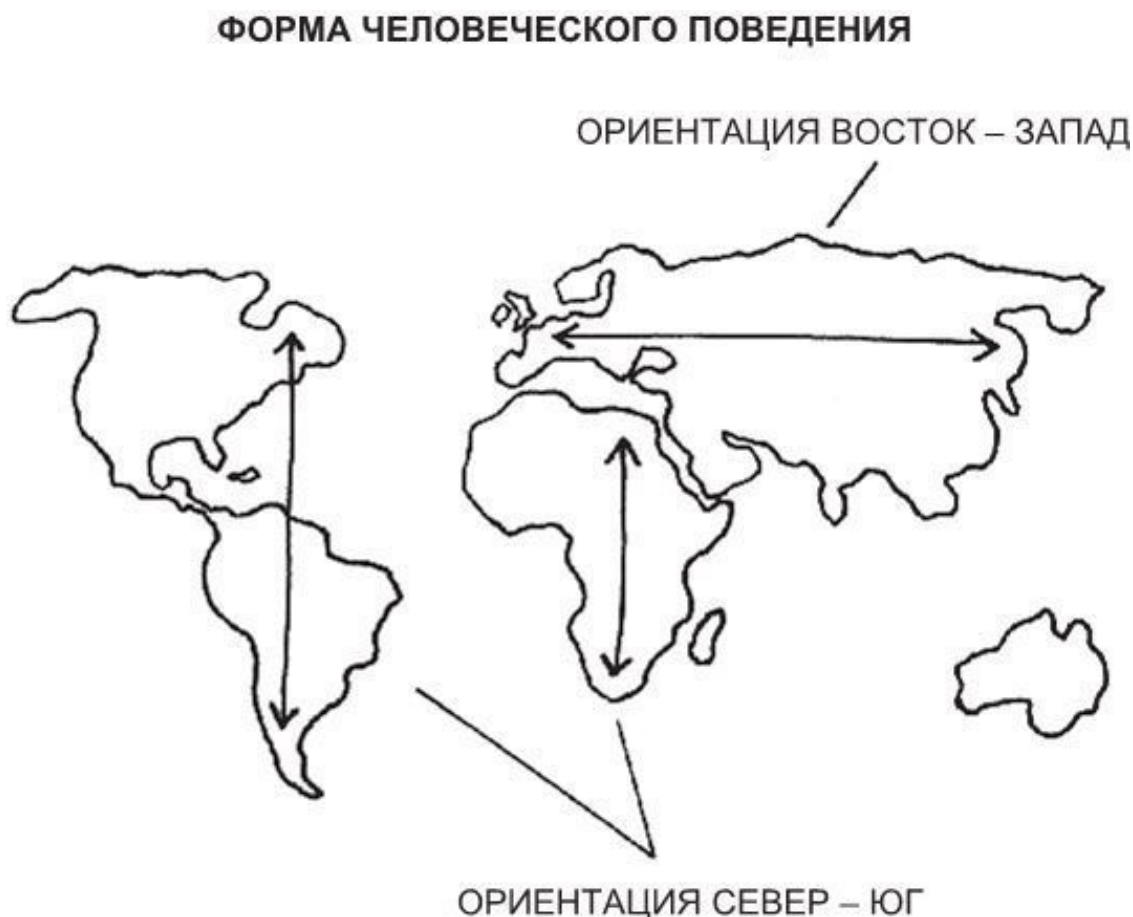 ФОРМА ЧЕЛОВЕЧЕСКОГО ПОВЕДЕНИЯ
ОРИЕНТАЦИЯ ВОСТОК – ЗАПАД
ОРИЕНТАЦИЯ СЕВЕР – ЮГ